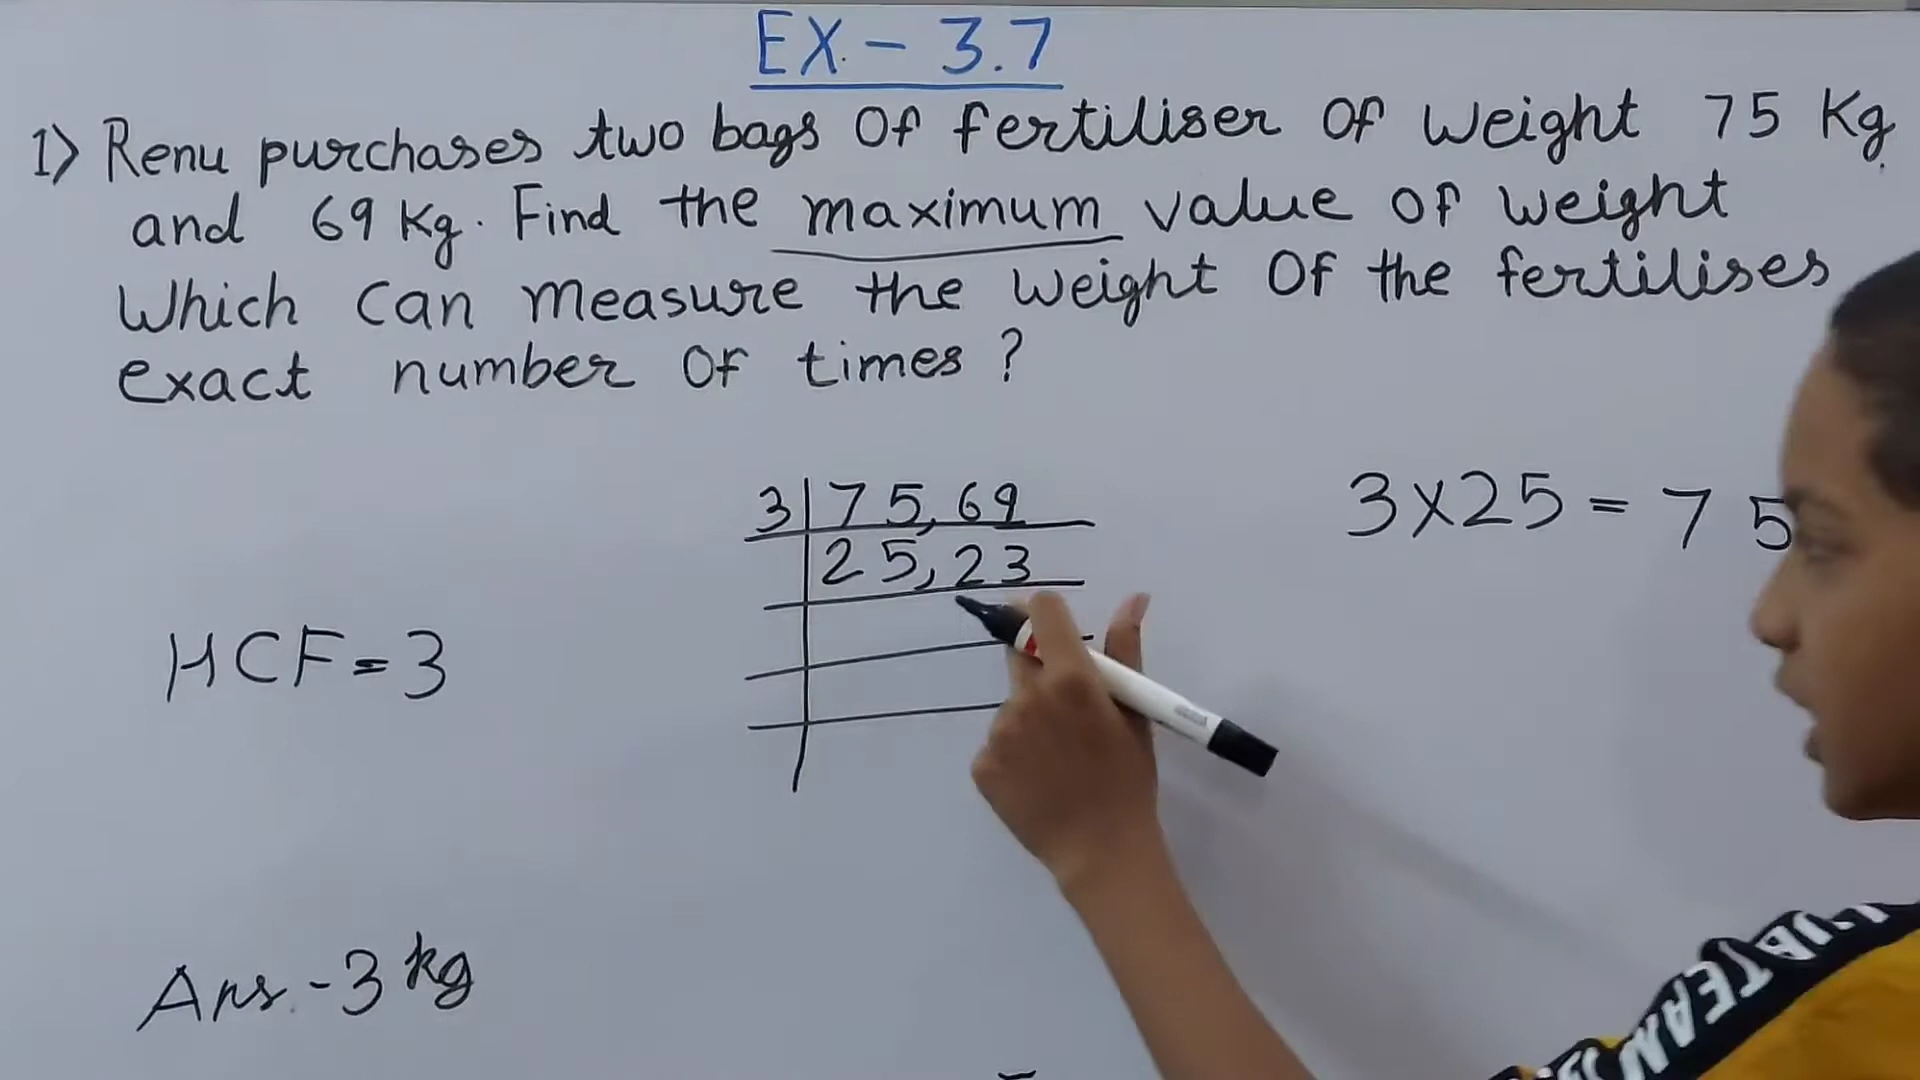 EX. - 3.7
1) Renu purchases two bags of fertiliser of weight 75 Kg
and 69 Kg. Find the maximum value of weight
Which can measure the weight of the fertilises
exact number of times ?
3 75, 69
25, 23
3x25 = 75
HCF = 3
Ans. - 3 kg
TEAM